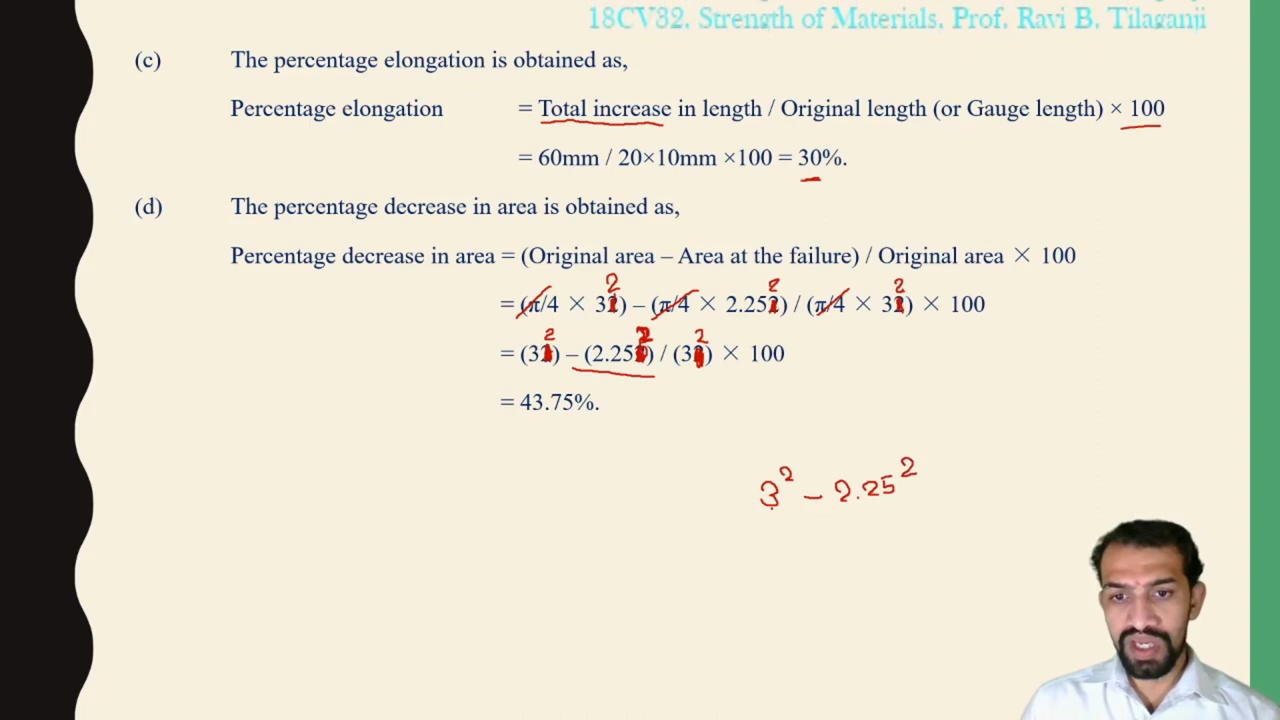 18CV32, Strength of Materials, Prof. Ravi B. Tilaganji
(c) The percentage elongation is obtained as,
Percentage elongation = Total increase in length / Original length (or Gauge length) × 100
= 60mm / 20×10mm ×100 = 30%.
(d) The percentage decrease in area is obtained as,
Percentage decrease in area = (Original area – Area at the failure) / Original area × 100
= (π/4 × 3²) – (π/4 × 2.25²) / (π/4 × 3²) × 100
= (3²) – (2.25²) / (3²) × 100
= 43.75%.
3² – 2.25²